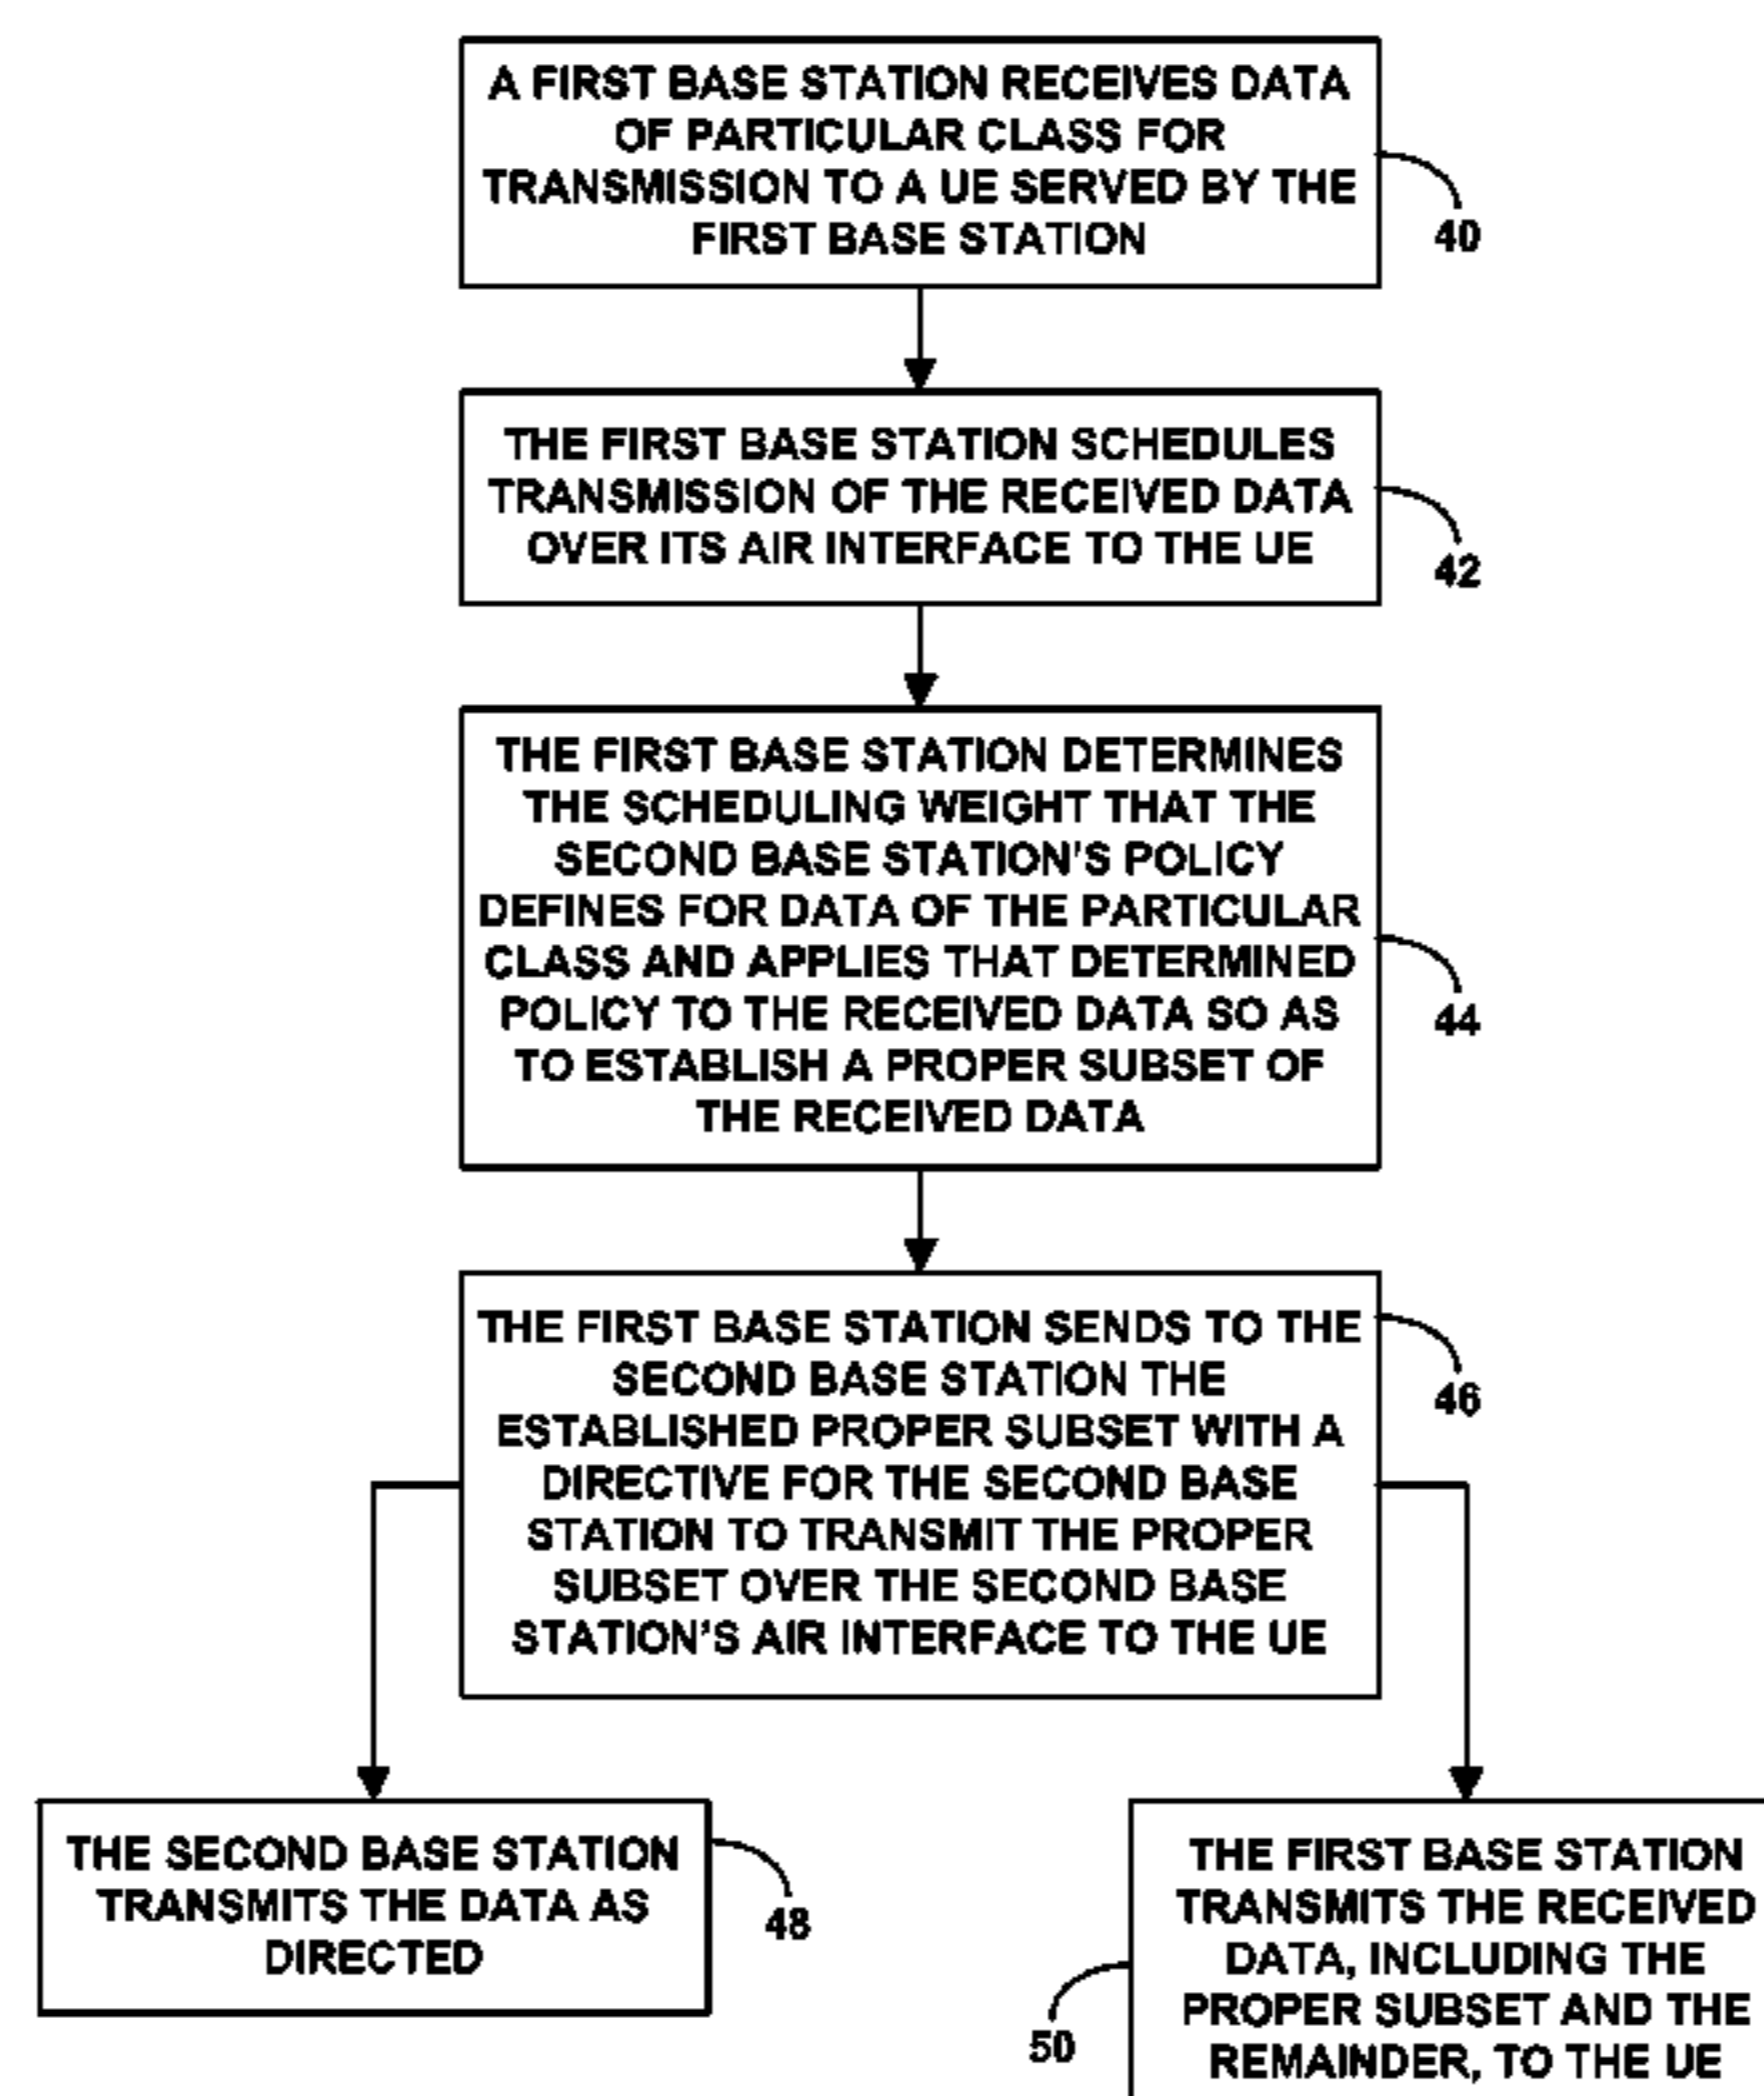 A FIRST BASE STATION RECEIVES DATA
OF PARTICULAR CLASS FOR
TRANSMISSION TO A UE SERVED BY THE
FIRST BASE STATION
40
THE FIRST BASE STATION SCHEDULES
TRANSMISSION OF THE RECEIVED DATA
OVER ITS AIR INTERFACE TO THE UE
42
THE FIRST BASE STATION DETERMINES
THE SCHEDULING WEIGHT THAT THE
SECOND BASE STATION'S POLICY
DEFINES FOR DATA OF THE PARTICULAR
CLASS AND APPLIES THAT DETERMINED
POLICY TO THE RECEIVED DATA SO AS
TO ESTABLISH A PROPER SUBSET OF
THE RECEIVED DATA
44
THE FIRST BASE STATION SENDS TO THE
SECOND BASE STATION THE
ESTABLISHED PROPER SUBSET WITH A
DIRECTIVE FOR THE SECOND BASE
STATION TO TRANSMIT THE PROPER
SUBSET OVER THE SECOND BASE
STATION'S AIR INTERFACE TO THE UE
46
THE SECOND BASE STATION
TRANSMITS THE DATA AS
DIRECTED
48
THE FIRST BASE STATION
TRANSMITS THE RECEIVED
DATA, INCLUDING THE
PROPER SUBSET AND THE
REMAINDER, TO THE UE
50